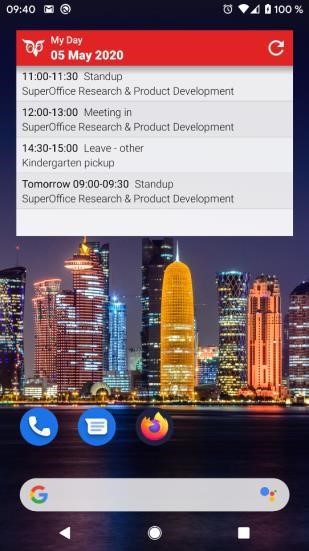 09:40
100 %
My Day
05 May 2020
11:00-11:30 Standup
SuperOffice Research & Product Development
12:00-13:00 Meeting in
SuperOffice Research & Product Development
14:30-15:00 Leave - other
Kindergarten pickup
Tomorrow 09:00-09:30 Standup
SuperOffice Research & Product Development